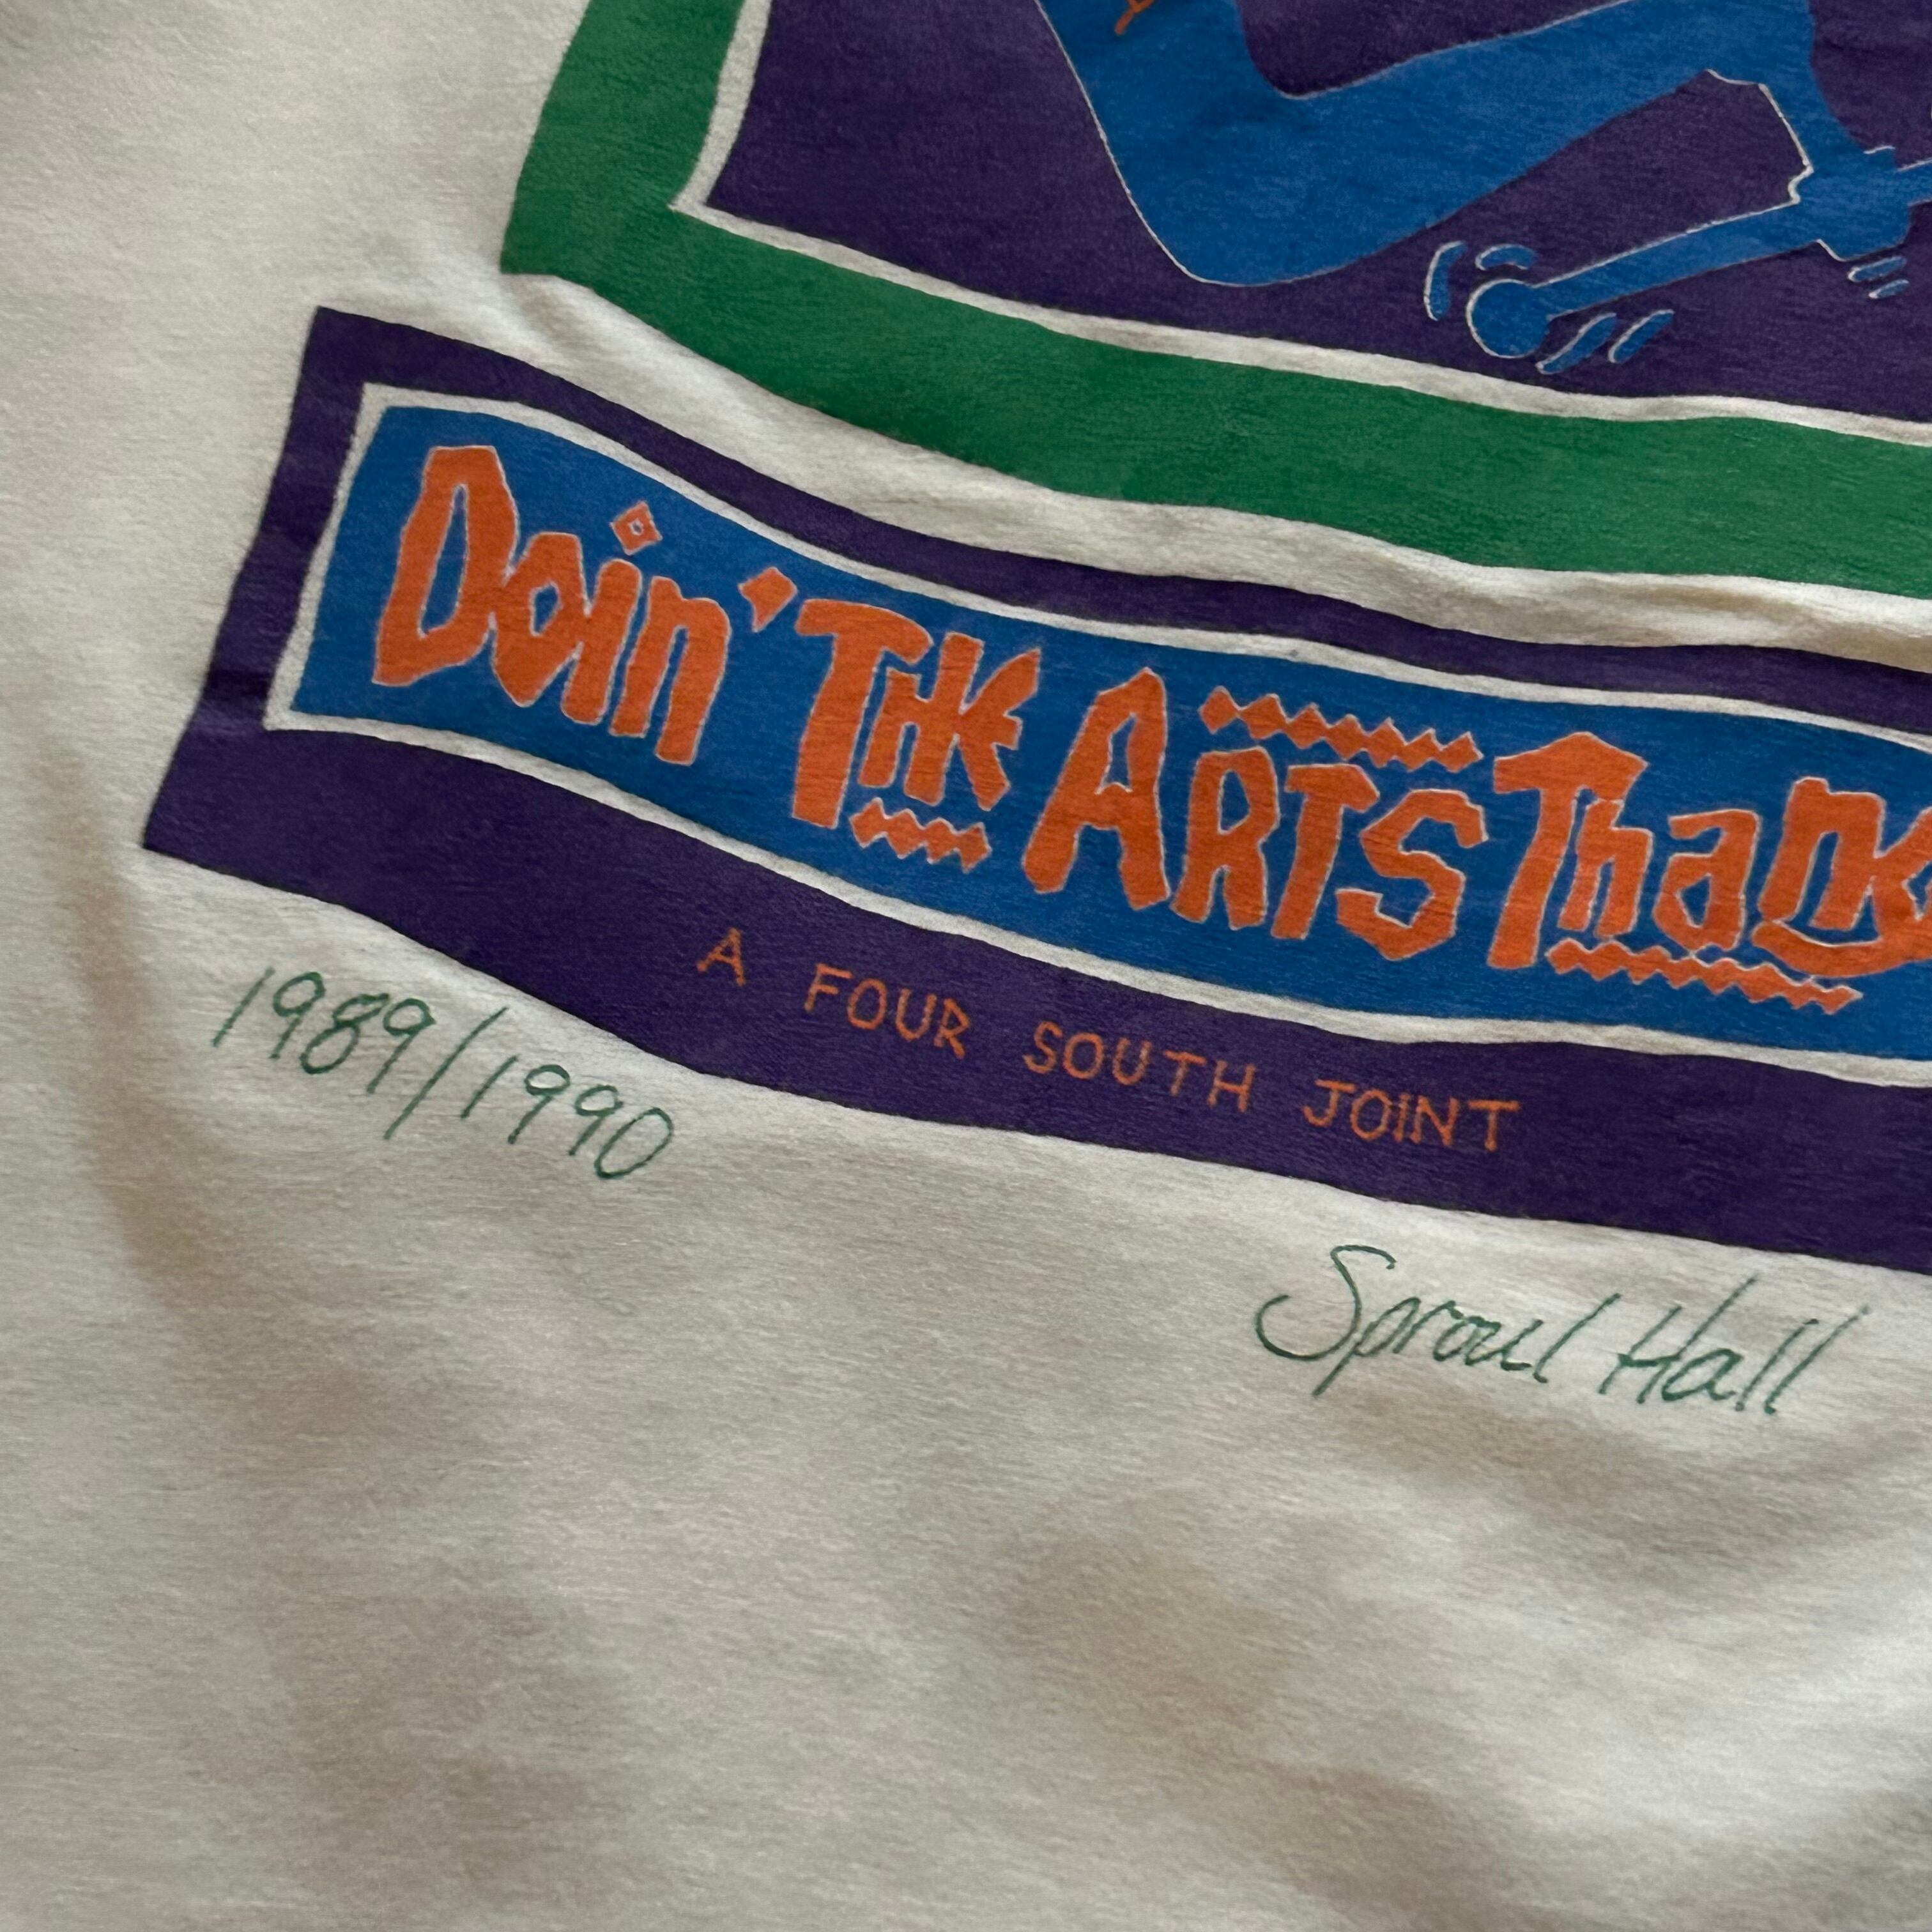 Doin' The Arts Thang
A FOUR SOUTH JOINT
1989/1990
Sproul Hall